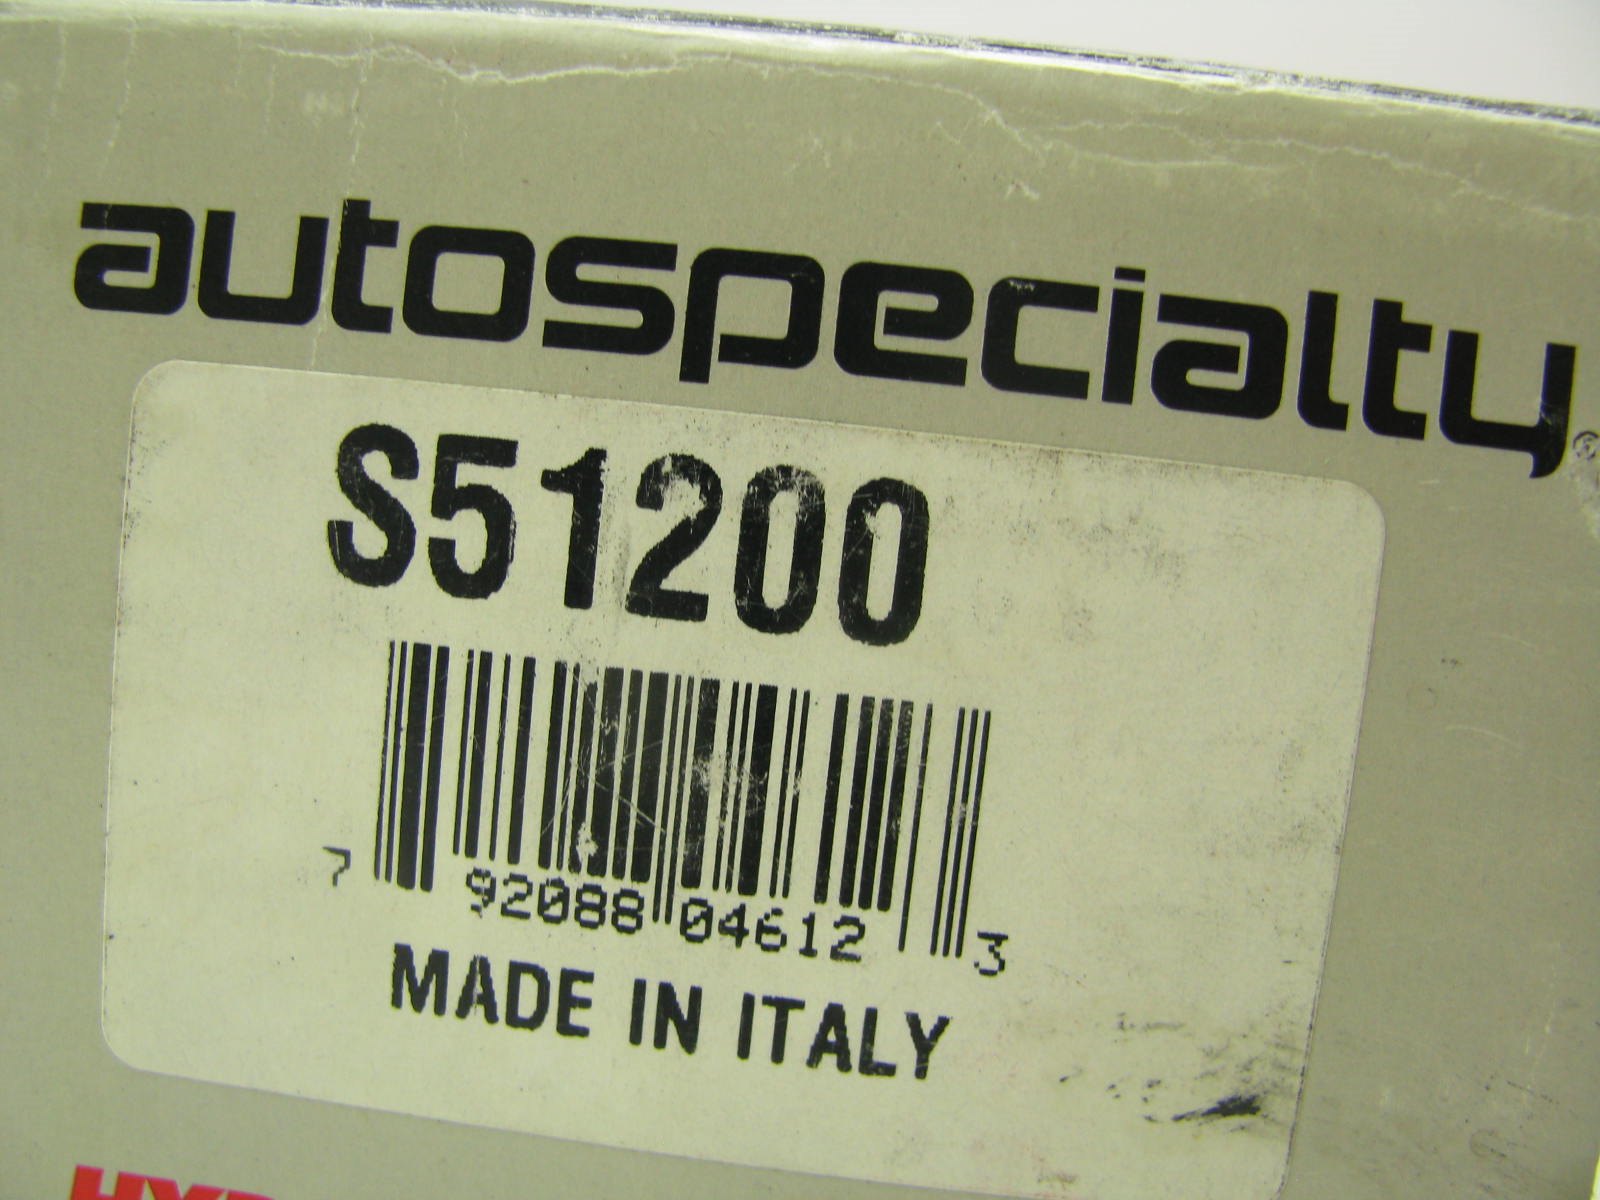 autospecialty®
S51200
7 92088 04612 3
MADE IN ITALY